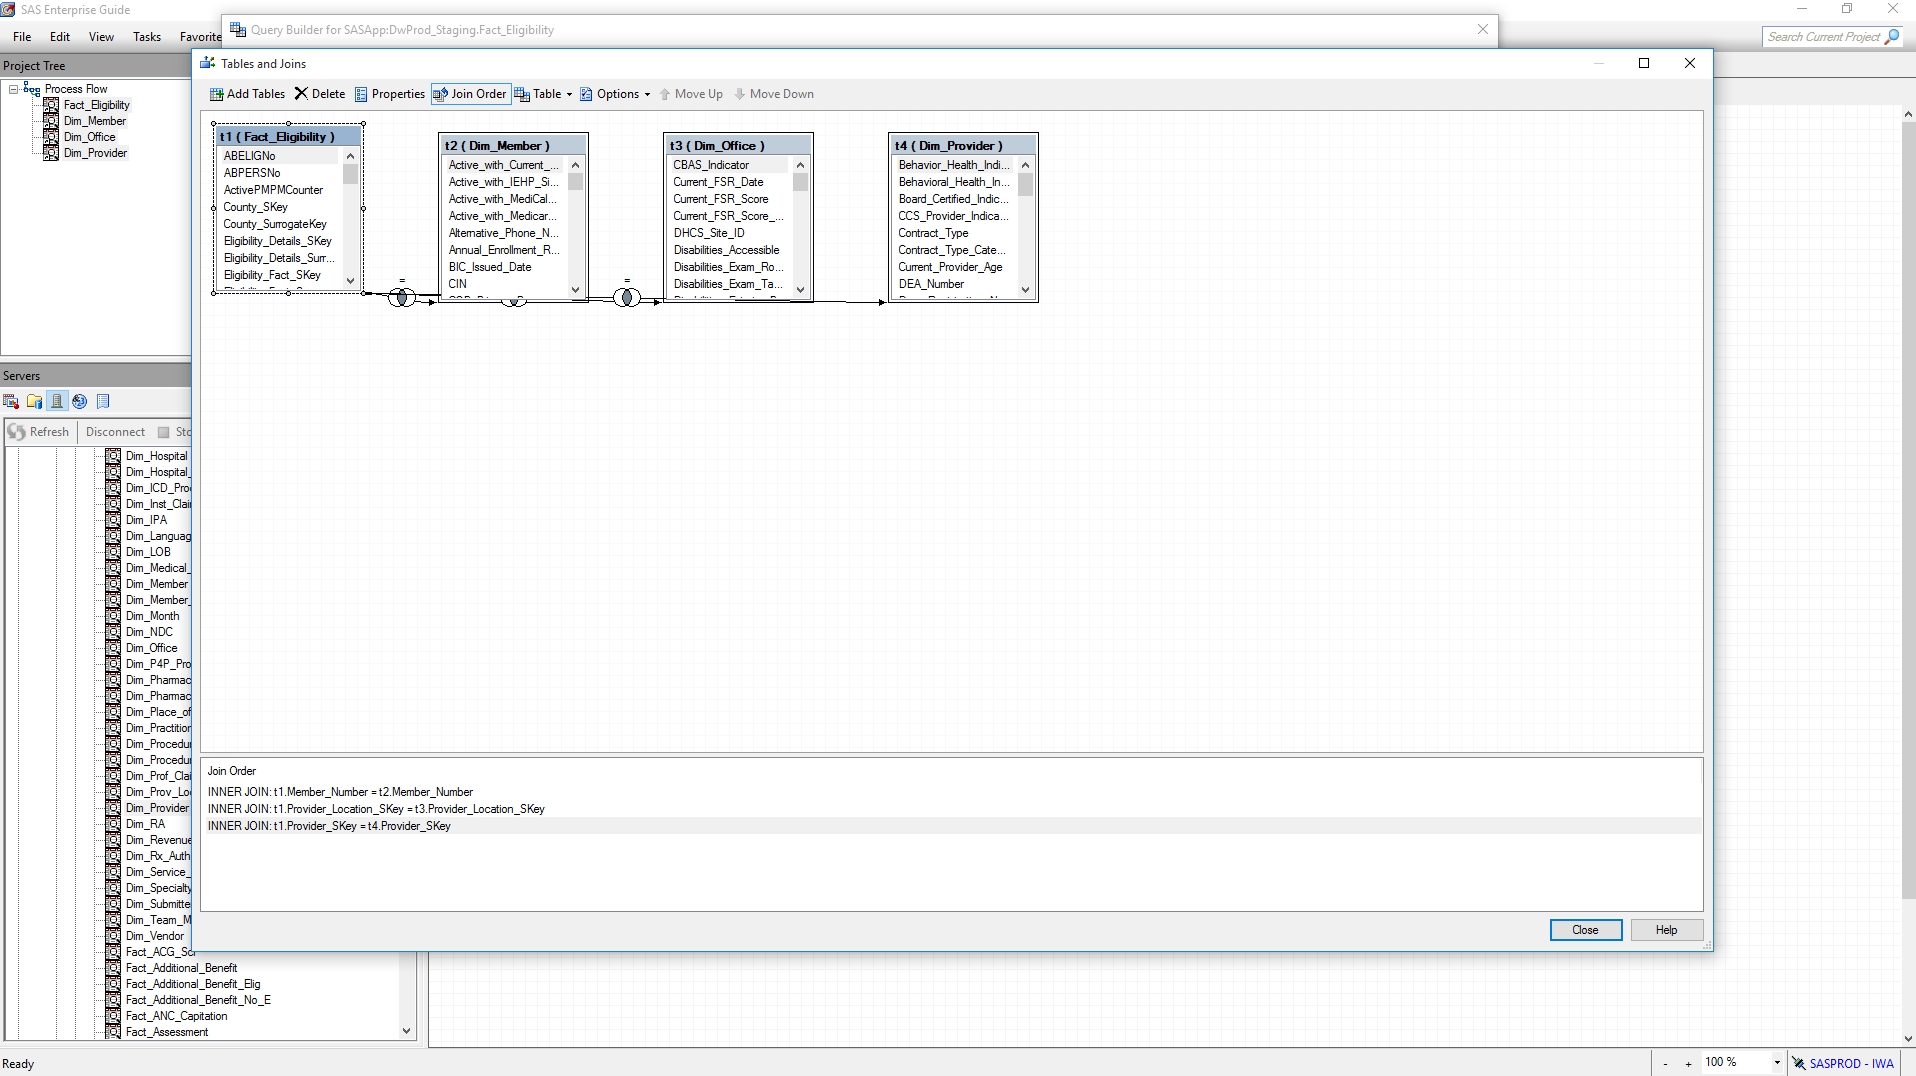 SAS Enterprise Guide
File Edit View Tasks Favorite
Query Builder for SASApp:DwProd_Staging.Fact_Eligibility
Search Current Project
Project Tree
Process Flow
Fact_Eligibility
Dim_Member
Dim_Office
Dim_Provider
Tables and Joins
Add Tables Delete Properties Join Order Table Options Move Up Move Down
t1 ( Fact_Eligibility )
ABELIGNo
ABPERSNo
ActivePMPMCounter
County_SKey
County_SurrogateKey
Eligibility_Details_SKey
Eligibility_Details_Surr...
Eligibility_Fact_SKey
=
t2 ( Dim_Member )
Active_with_Current_...
Active_with_IEHP_Si...
Active_with_MediCal...
Active_with_Medicar...
Alternative_Phone_N...
Annual_Enrollment_R...
BIC_Issued_Date
CIN
=
t3 ( Dim_Office )
CBAS_Indicator
Current_FSR_Date
Current_FSR_Score
Current_FSR_Score_...
DHCS_Site_ID
Disabilities_Accessible
Disabilities_Exam_Ro...
Disabilities_Exam_Ta...
t4 ( Dim_Provider )
Behavior_Health_Indi...
Behavioral_Health_In...
Board_Certified_Indic...
CCS_Provider_Indica...
Contract_Type
Contract_Type_Cate...
Current_Provider_Age
DEA_Number
Join Order
INNER JOIN: t1.Member_Number = t2.Member_Number
INNER JOIN: t1.Provider_Location_SKey = t3.Provider_Location_SKey
INNER JOIN: t1.Provider_SKey = t4.Provider_SKey
Close Help
Servers
Refresh Disconnect Sto
Dim_Hospital
Dim_Hospital_
Dim_ICD_Pro
Dim_Inst_Clai
Dim_IPA
Dim_Languag
Dim_LOB
Dim_Medical_
Dim_Member
Dim_Member_
Dim_Month
Dim_NDC
Dim_Office
Dim_P4P_Pro
Dim_Pharmac
Dim_Pharmac
Dim_Place_of
Dim_Practition
Dim_Procedu
Dim_Procedu
Dim_Prof_Clai
Dim_Prov_Lo
Dim_Provider
Dim_RA
Dim_Revenue
Dim_Rx_Auth
Dim_Service_
Dim_Specialty
Dim_Submitte
Dim_Team_M
Dim_Vendor
Fact_ACG_Sci
Fact_Additional_Benefit
Fact_Additional_Benefit_Elig
Fact_Additional_Benefit_No_E
Fact_ANC_Capitation
Fact_Assessment
Ready
- + 100 % SASPROD - IWA